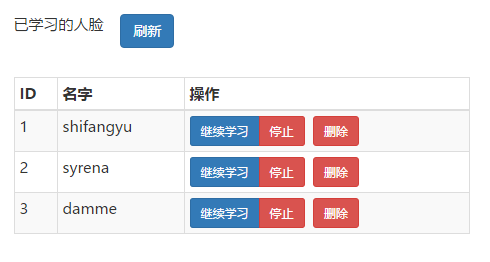 已学习的人脸 刷新
ID 名字 操作
1 shifangyu 继续学习 停止 删除
2 syrena 继续学习 停止 删除
3 damme 继续学习 停止 删除